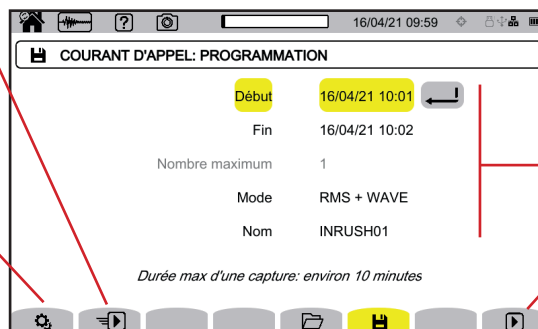 16/04/21 09:59
COURANT D'APPEL: PROGRAMMATION
Début 16/04/21 10:01
Fin 16/04/21 10:02
Nombre maximum 1
Mode RMS + WAVE
Nom INRUSH01
Durée max d'une capture: environ 10 minutes